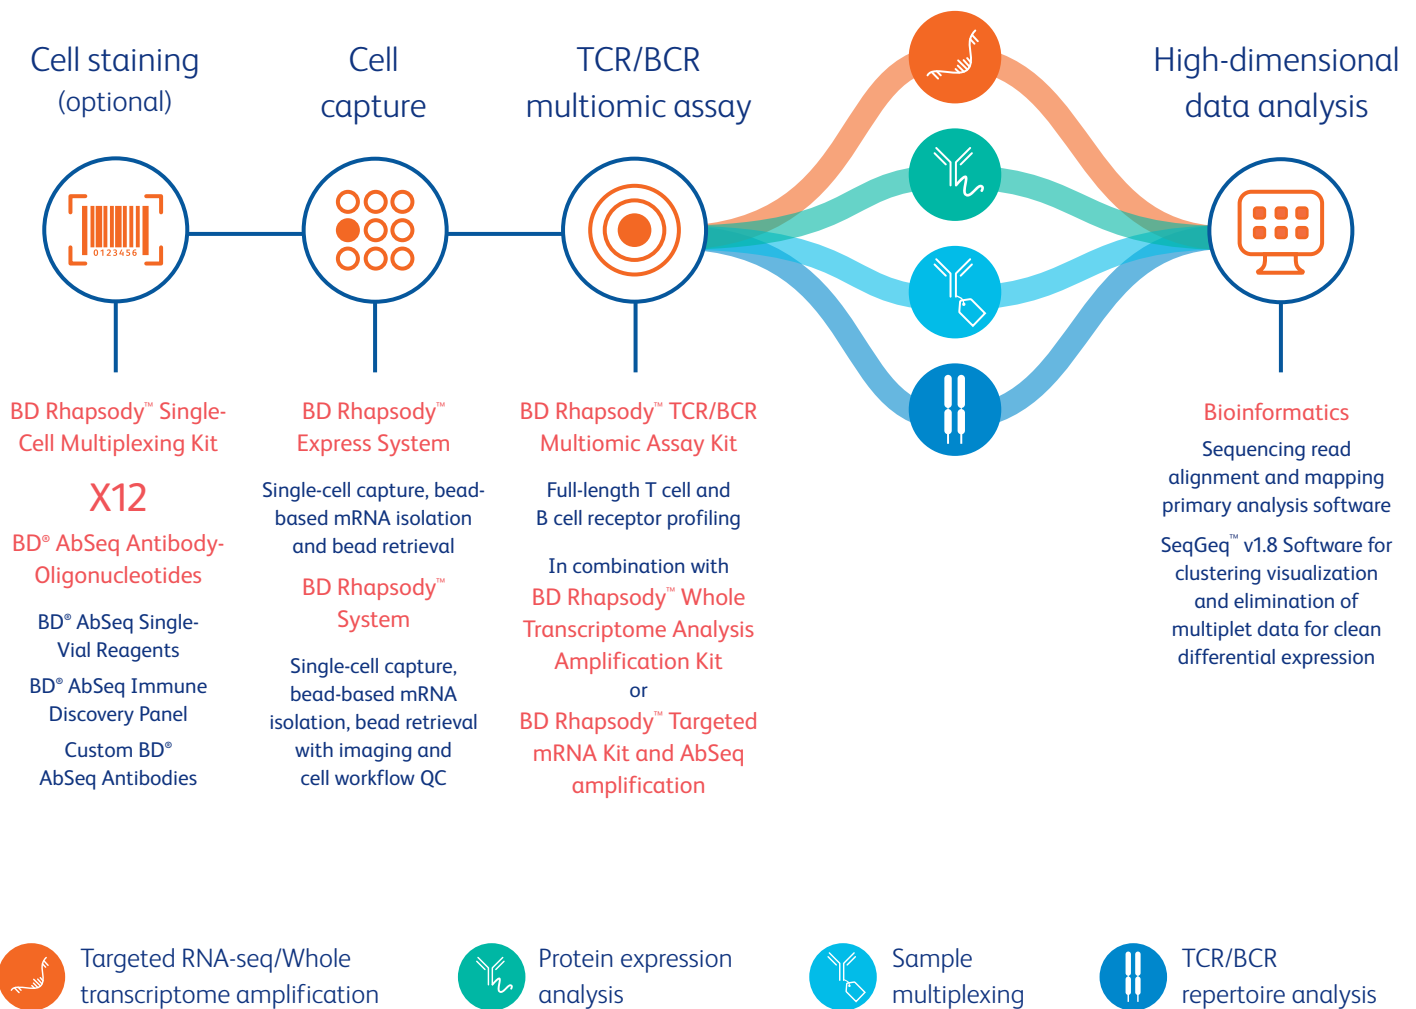 Cell staining
(optional)
Cell
capture
TCR/BCR
multiomic assay
High-dimensional
data analysis
0123456
BD Rhapsody™ Single-
Cell Multiplexing Kit
X12
BD® AbSeq Antibody-
Oligonucleotides
BD® AbSeq Single-
Vial Reagents
BD® AbSeq Immune
Discovery Panel
Custom BD®
AbSeq Antibodies
BD Rhapsody™
Express System
Single-cell capture, bead-
based mRNA isolation
and bead retrieval
BD Rhapsody™
System
Single-cell capture,
bead-based mRNA
isolation, bead retrieval
with imaging and
cell workflow QC
BD Rhapsody™ TCR/BCR
Multiomic Assay Kit
Full-length T cell and
B cell receptor profiling
In combination with
BD Rhapsody™ Whole
Transcriptome Analysis
Amplification Kit
or
BD Rhapsody™ Targeted
mRNA Kit and AbSeq
amplification
Bioinformatics
Sequencing read
alignment and mapping
primary analysis software
SeqGeq™ v1.8 Software for
clustering visualization
and elimination of
multiplet data for clean
differential expression
Targeted RNA-seq/Whole
transcriptome amplification
Protein expression
analysis
Sample
multiplexing
TCR/BCR
repertoire analysis